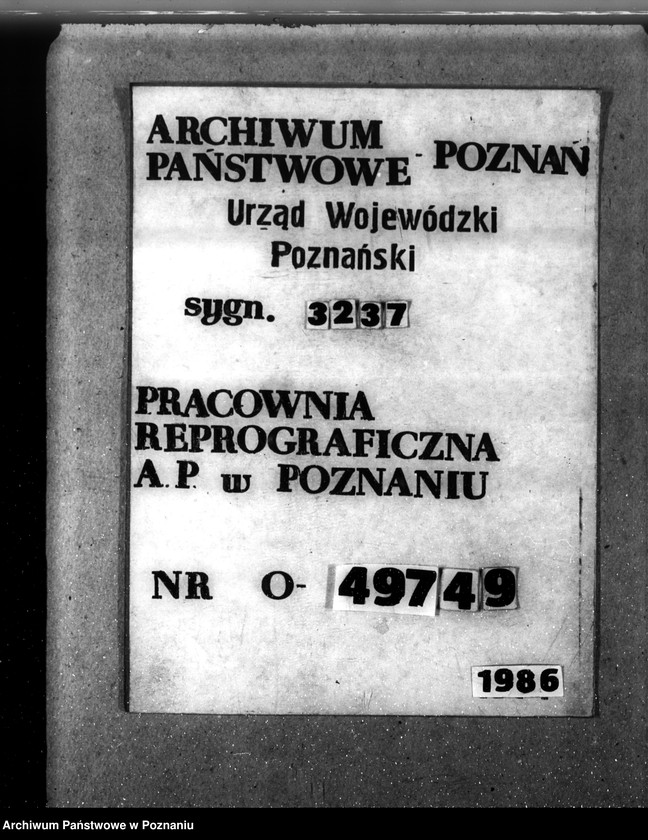 ARCHIWUM
PAŃSTWOWE - POZNAŃ
Urząd Wojewódzki
Poznański
sygn. 3237
PRACOWNIA
REPROGRAFICZNA
A.P. w POZNANIU
NR O- 49749
1986
Archiwum Państwowe w Poznaniu